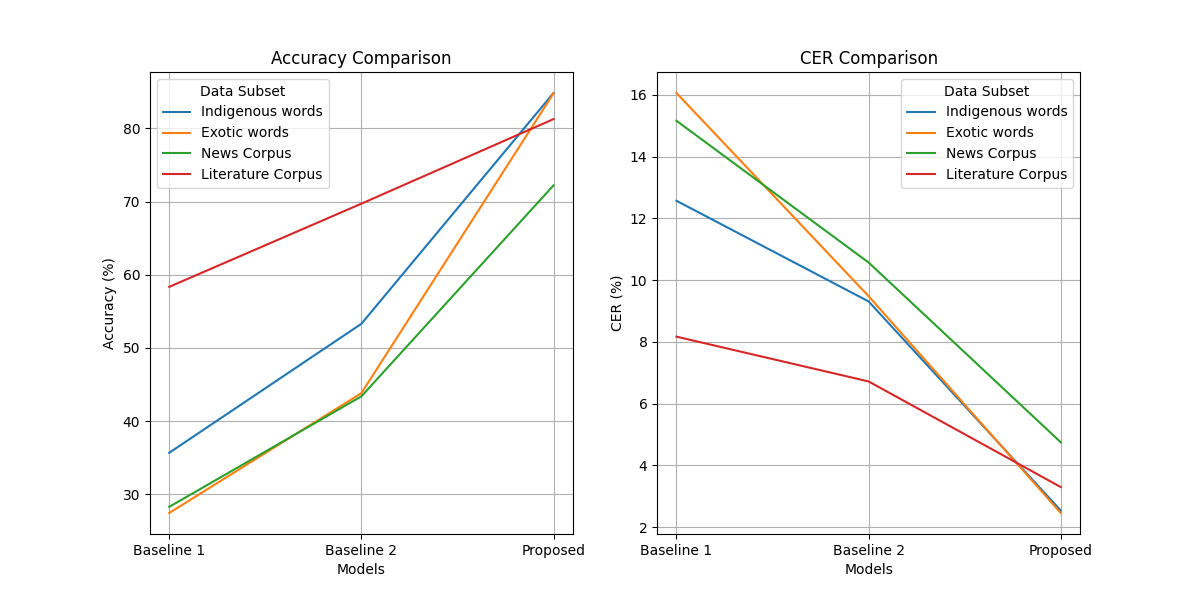 Accuracy Comparison
Accuracy (%)
80
70
60
50
40
30
Data Subset
Indigenous words
Exotic words
News Corpus
Literature Corpus
Baseline 1 Baseline 2 Proposed
Models
CER Comparison
CER (%)
16
14
12
10
8
6
4
2
Data Subset
Indigenous words
Exotic words
News Corpus
Literature Corpus
Baseline 1 Baseline 2 Proposed
Models